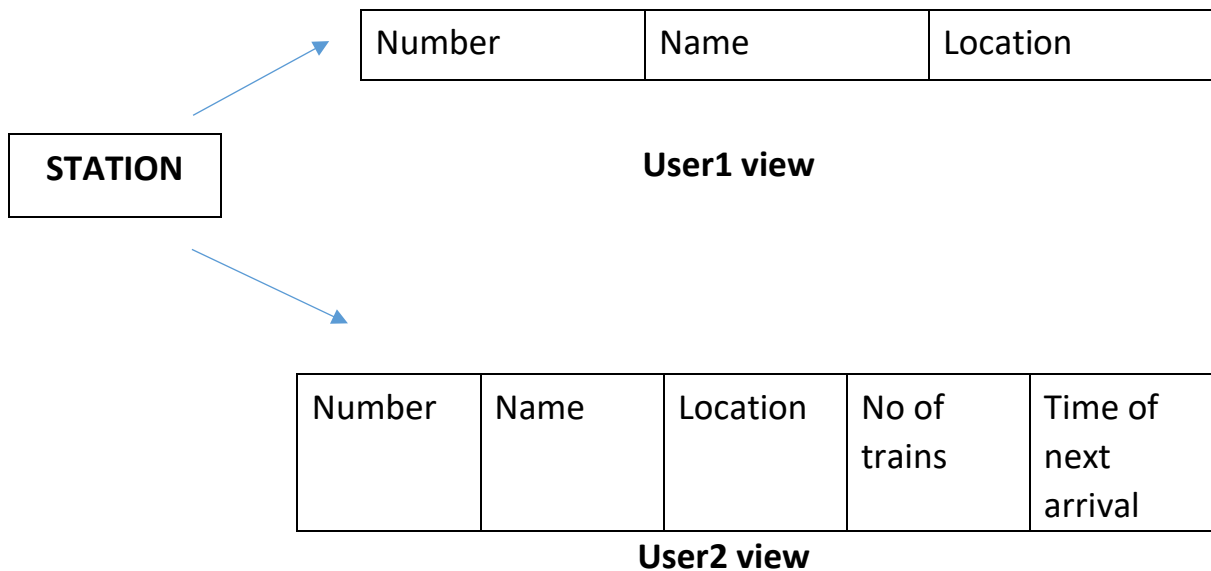 Number Name Location
STATION
User1 view
Number Name Location No of Time of
trains next
arrival
User2 view